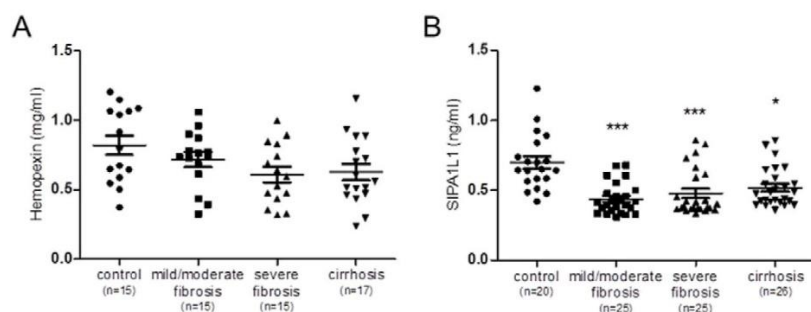 A
Hemopexin (mg/ml)
1.5
1.0
0.5
0.0
control
(n=15)
mild/moderate
fibrosis
(n=15)
severe
fibrosis
(n=15)
cirrhosis
(n=17)
B
SIPA1L1 (ng/ml)
1.5
1.0
0.5
0.0
***
***
*
control
(n=20)
mild/moderate
fibrosis
(n=25)
severe
fibrosis
(n=25)
cirrhosis
(n=26)